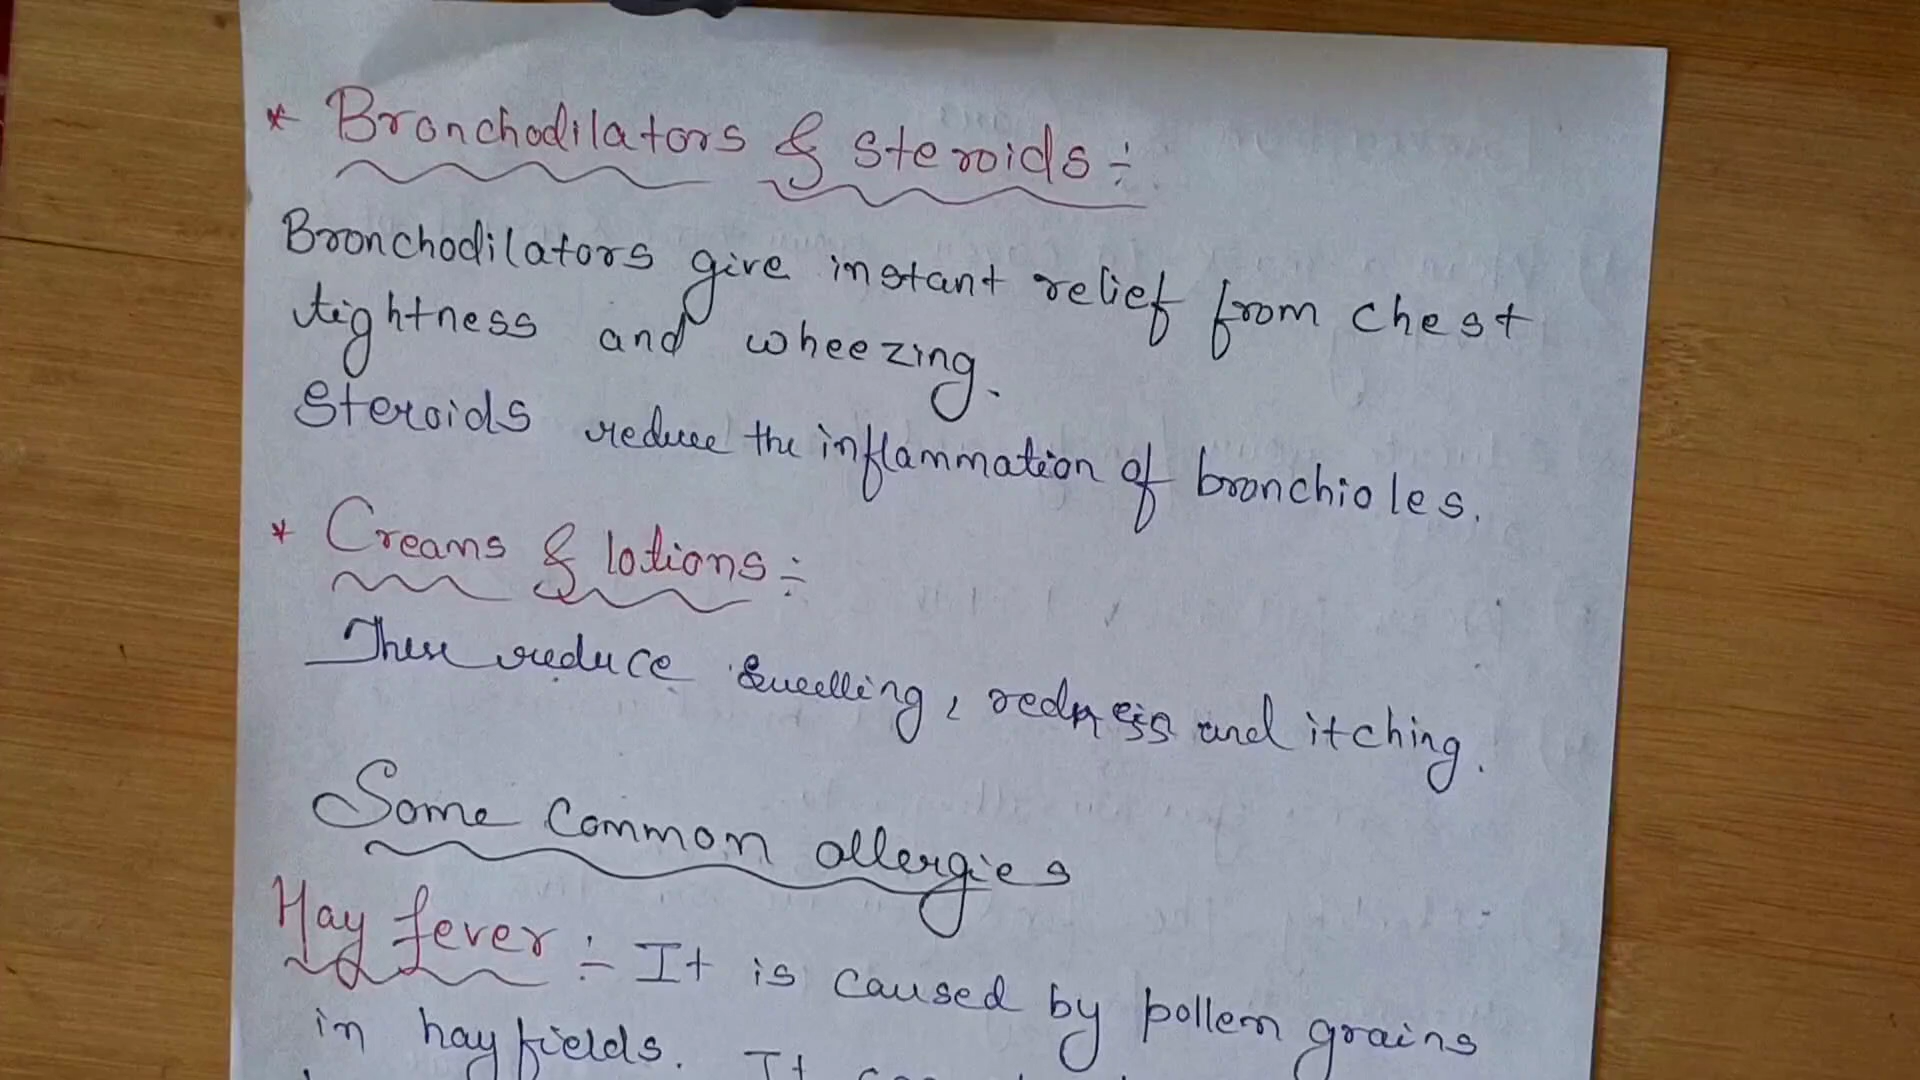 * Bronchodilators & steroids ÷
Bronchodilators give instant relief from chest
tightness and wheezing.
Steroids reduce the inflammation of bronchioles.
* Creams & lotions ÷
These reduce swelling, redness and itching.
Some common allergies
Hay fever ÷ It is caused by pollen grains
in hay fields. It